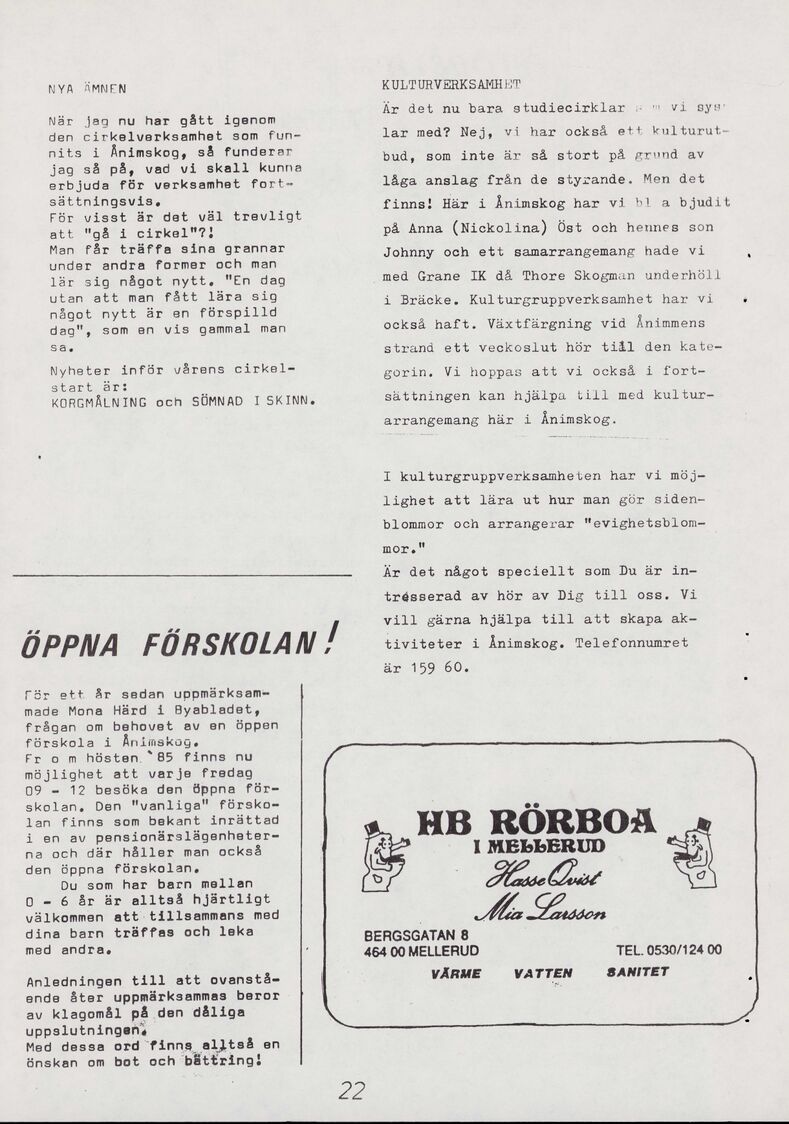 NYA ÄMNEN
När jag nu har gått igenom
den cirkelverksamhet som fun-
nits i Ånimskog, så funderar
jag så på, vad vi skall kunna
erbjuda för verksamhet fort-
sättningsvis.
För visst är det väl trevligt
att "gå i cirkel"?!
Man får träffa sina grannar
under andra former och man
lär sig något nytt. "En dag
utan att man fått lära sig
något nytt är en förspilld
dag", som en vis gammal man
sa.
Nyheter inför vårens cirkel-
start är:
KORGMÅLNING och SÖMNAD I SKINN.
ÖPPNA FÖRSKOLAN!
För ett år sedan uppmärksam-
made Mona Härd i Byabladet,
frågan om behovet av en öppen
förskola i Ånimskog.
Fr o m hösten `85 finns nu
möjlighet att varje fredag
09 - 12 besöka den öppna för-
skolan. Den "vanliga" försko-
lan finns som bekant inrättad
i en av pensionärslägenheter-
na och där håller man också
den öppna förskolan.
Du som har barn mellan
0 - 6 år är alltså hjärtligt
välkommen att tillsammans med
dina barn träffas och leka
med andra.
Anledningen till att ovanstå-
ende åter uppmärksammas beror
av klagomål på den dåliga
uppslutningen.
Med dessa ord finns alltså en
önskan om bot och bättring!
KULTURVERKSAMHET
Är det nu bara studiecirklar vi sys-
lar med? Nej, vi har också ett kulturut-
bud, som inte är så stort på grund av
låga anslag från de styrande. Men det
finns! Här i Ånimskog har vi bl a bjudit
på Anna (Nickolina) Öst och hennes son
Johnny och ett samarrangemang hade vi
med Grane IK då Thore Skogman underhöll
i Bräcke. Kulturgruppverksamhet har vi
också haft. Växtfärgning vid Ånimmens
strand ett veckoslut hör till den kate-
gorin. Vi hoppas att vi också i fort-
sättningen kan hjälpa till med kultur-
arrangemang här i Ånimskog.
I kulturgruppverksamheten har vi möj-
lighet att lära ut hur man gör siden-
blommor och arrangerar "evighetsblom-
mor."
Är det något speciellt som Du är in-
trésserad av hör av Dig till oss. Vi
vill gärna hjälpa till att skapa ak-
tiviteter i Ånimskog. Telefonnumret
är 159 60.
HB RÖRBOA
I MELLERUD
Hasse Qvist
Mia Larsson
BERGSGATAN 8
464 00 MELLERUD TEL. 0530/124 00
VÄRME VATTEN SANITET
22